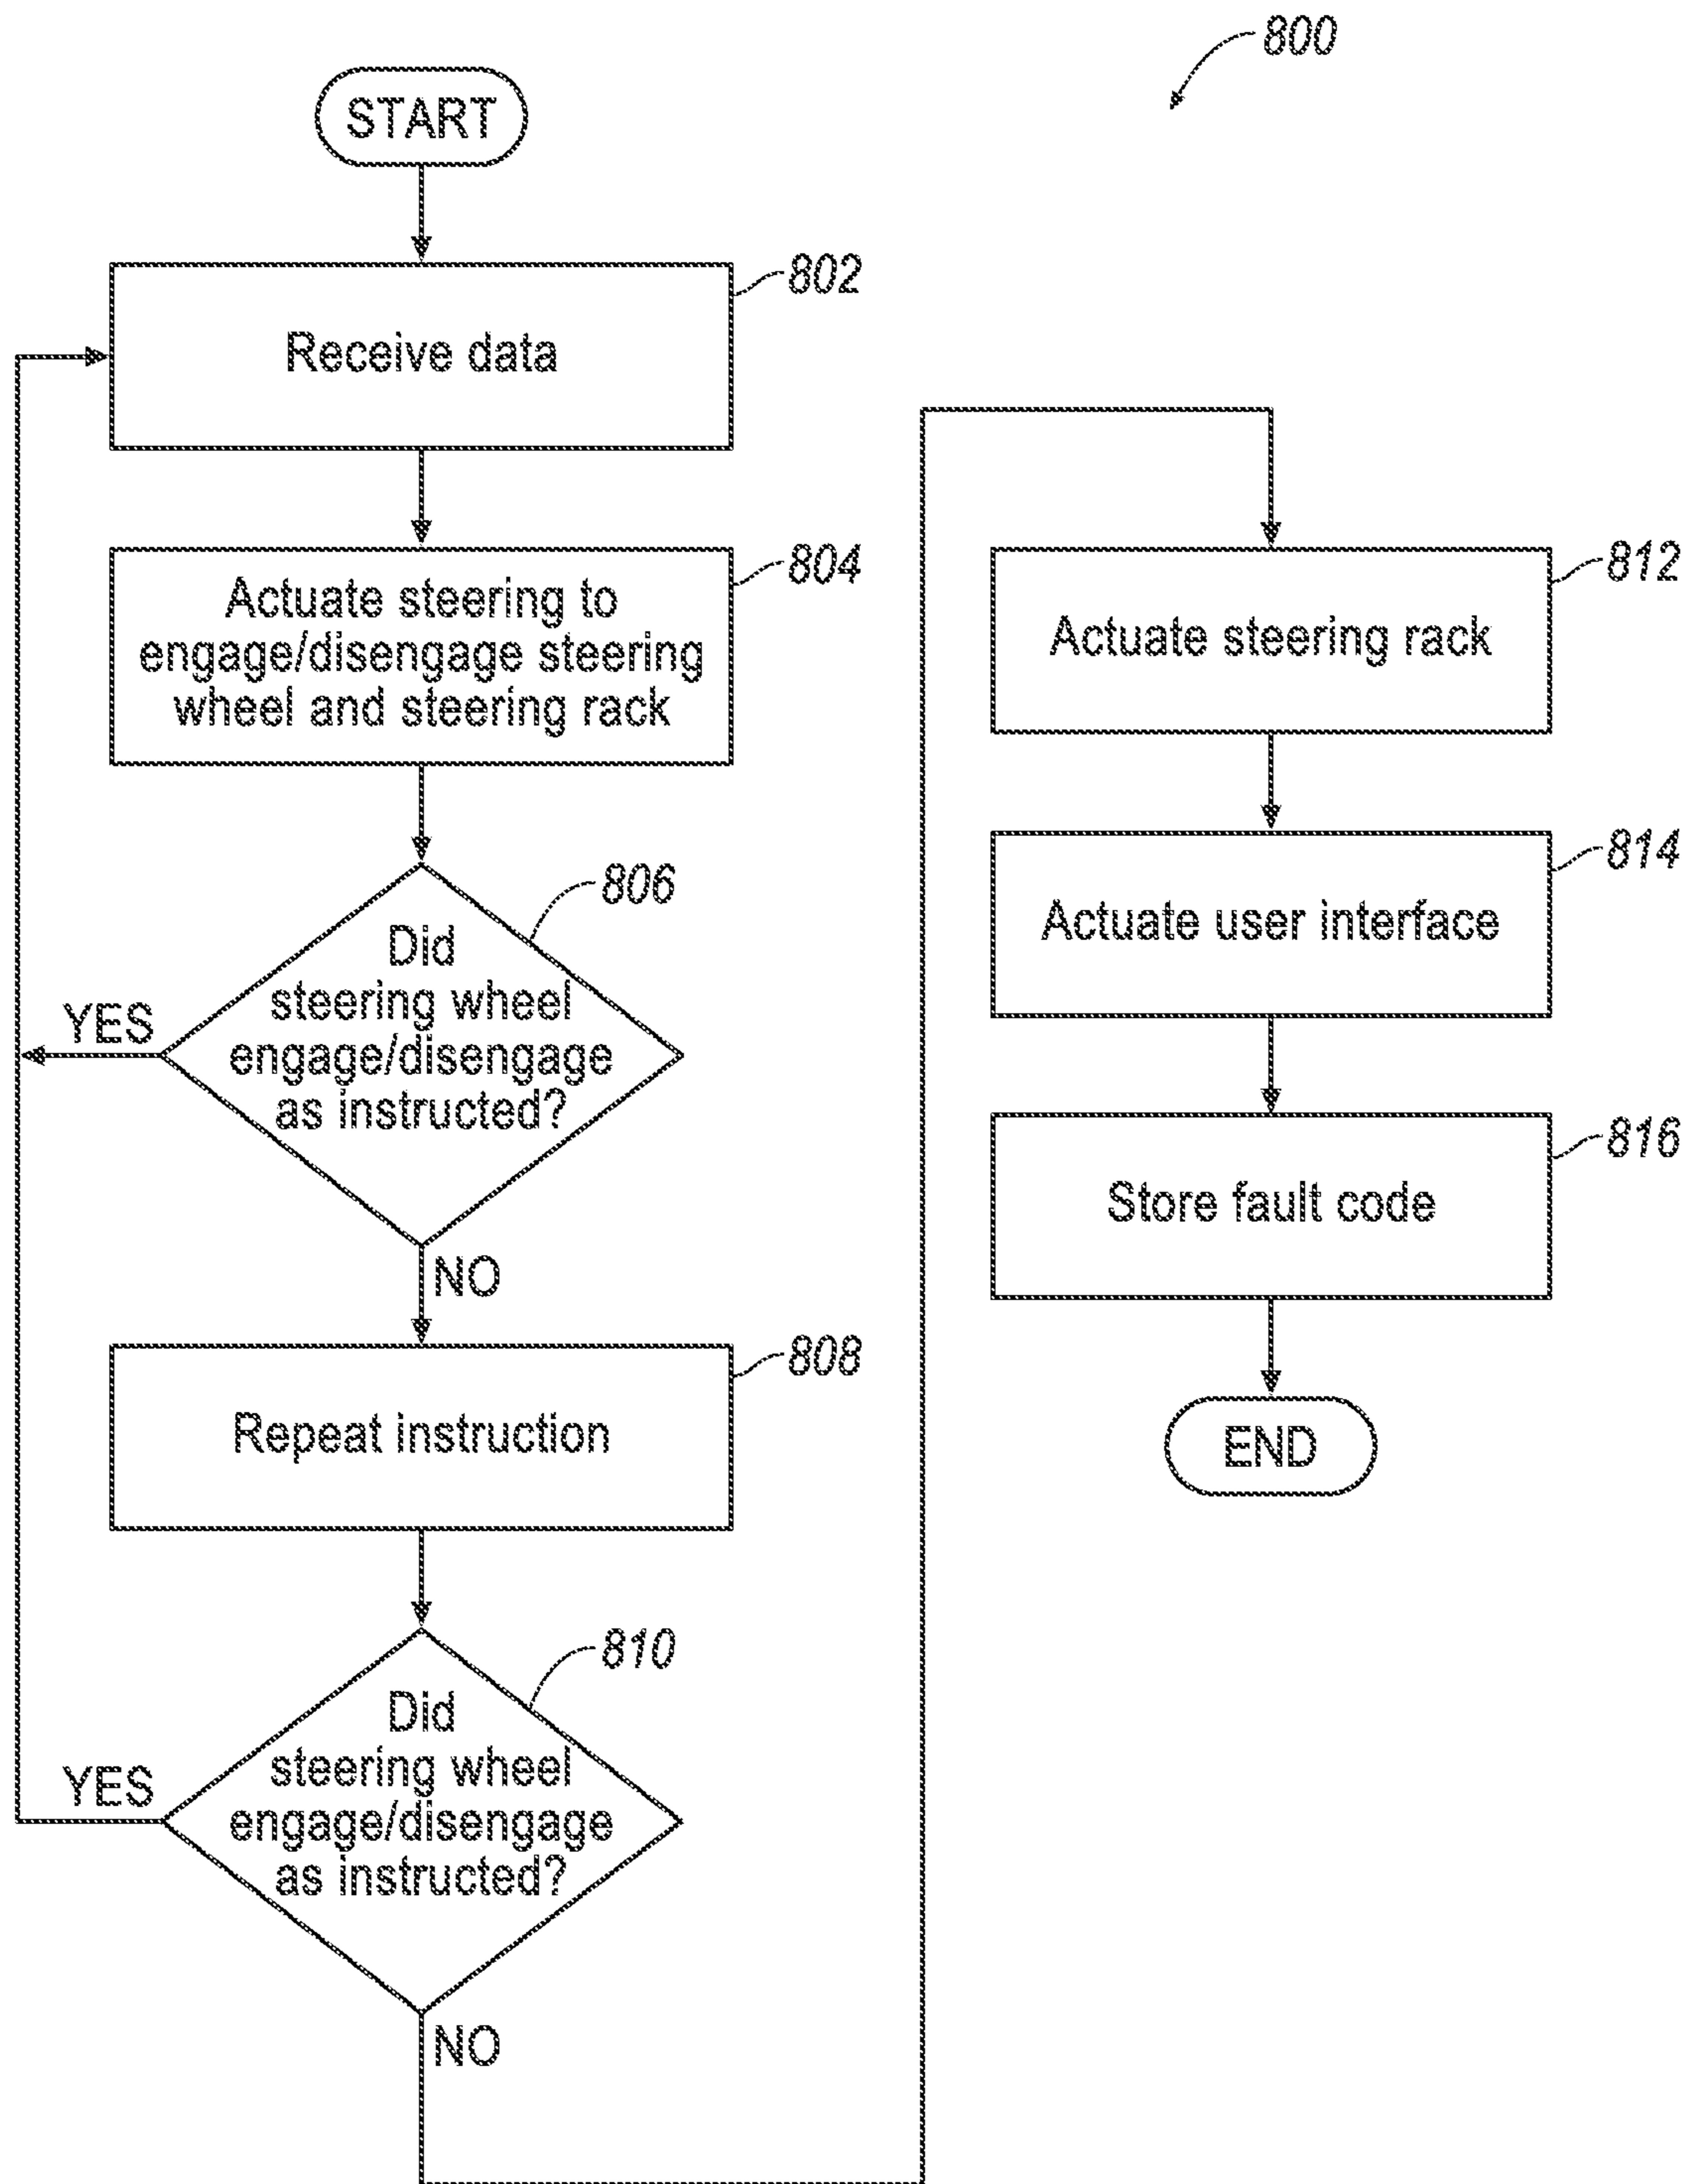 800
START
802
Receive data
804
Actuate steering to
engage/disengage steering
wheel and steering rack
806
Did
steering wheel
engage/disengage
as instructed?
YES
NO
808
Repeat instruction
810
Did
steering wheel
engage/disengage
as instructed?
YES
NO
812
Actuate steering rack
814
Actuate user interface
816
Store fault code
END